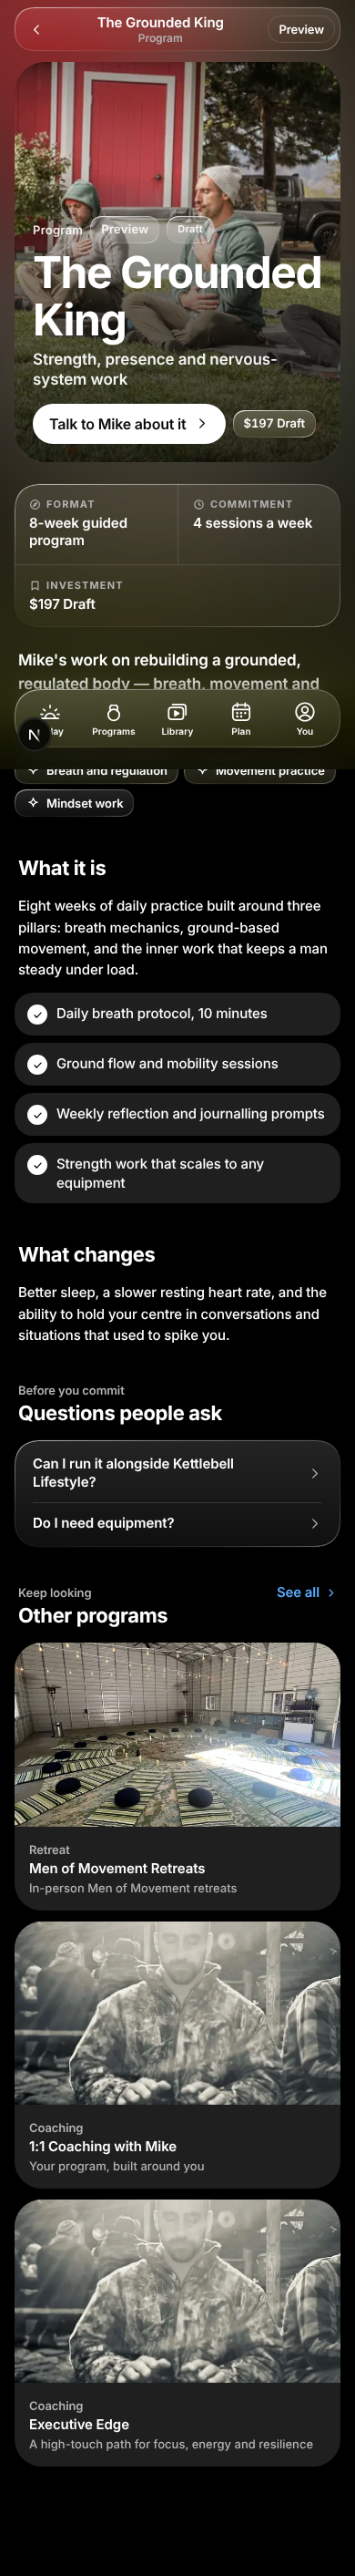 The Grounded King
Program
Preview
Program
Preview
Draft
The Grounded
King
Strength, presence and nervous-
system work
Talk to Mike about it
$197 Draft
FORMAT
8-week guided
program
COMMITMENT
4 sessions a week
INVESTMENT
$197 Draft
Mike's work on rebuilding a grounded,
regulated body — breath, movement and
N
Programs
Library
Plan
You
Breath and regulation
Movement practice
Mindset work
What it is
Eight weeks of daily practice built around three
pillars: breath mechanics, ground-based
movement, and the inner work that keeps a man
steady under load.
Daily breath protocol, 10 minutes
Ground flow and mobility sessions
Weekly reflection and journalling prompts
Strength work that scales to any
equipment
What changes
Better sleep, a slower resting heart rate, and the
ability to hold your centre in conversations and
situations that used to spike you.
Before you commit
Questions people ask
Can I run it alongside Kettlebell
Lifestyle?
Do I need equipment?
Keep looking
See all
Other programs
Retreat
Men of Movement Retreats
In-person Men of Movement retreats
Coaching
1:1 Coaching with Mike
Your program, built around you
Coaching
Executive Edge
A high-touch path for focus, energy and resilience